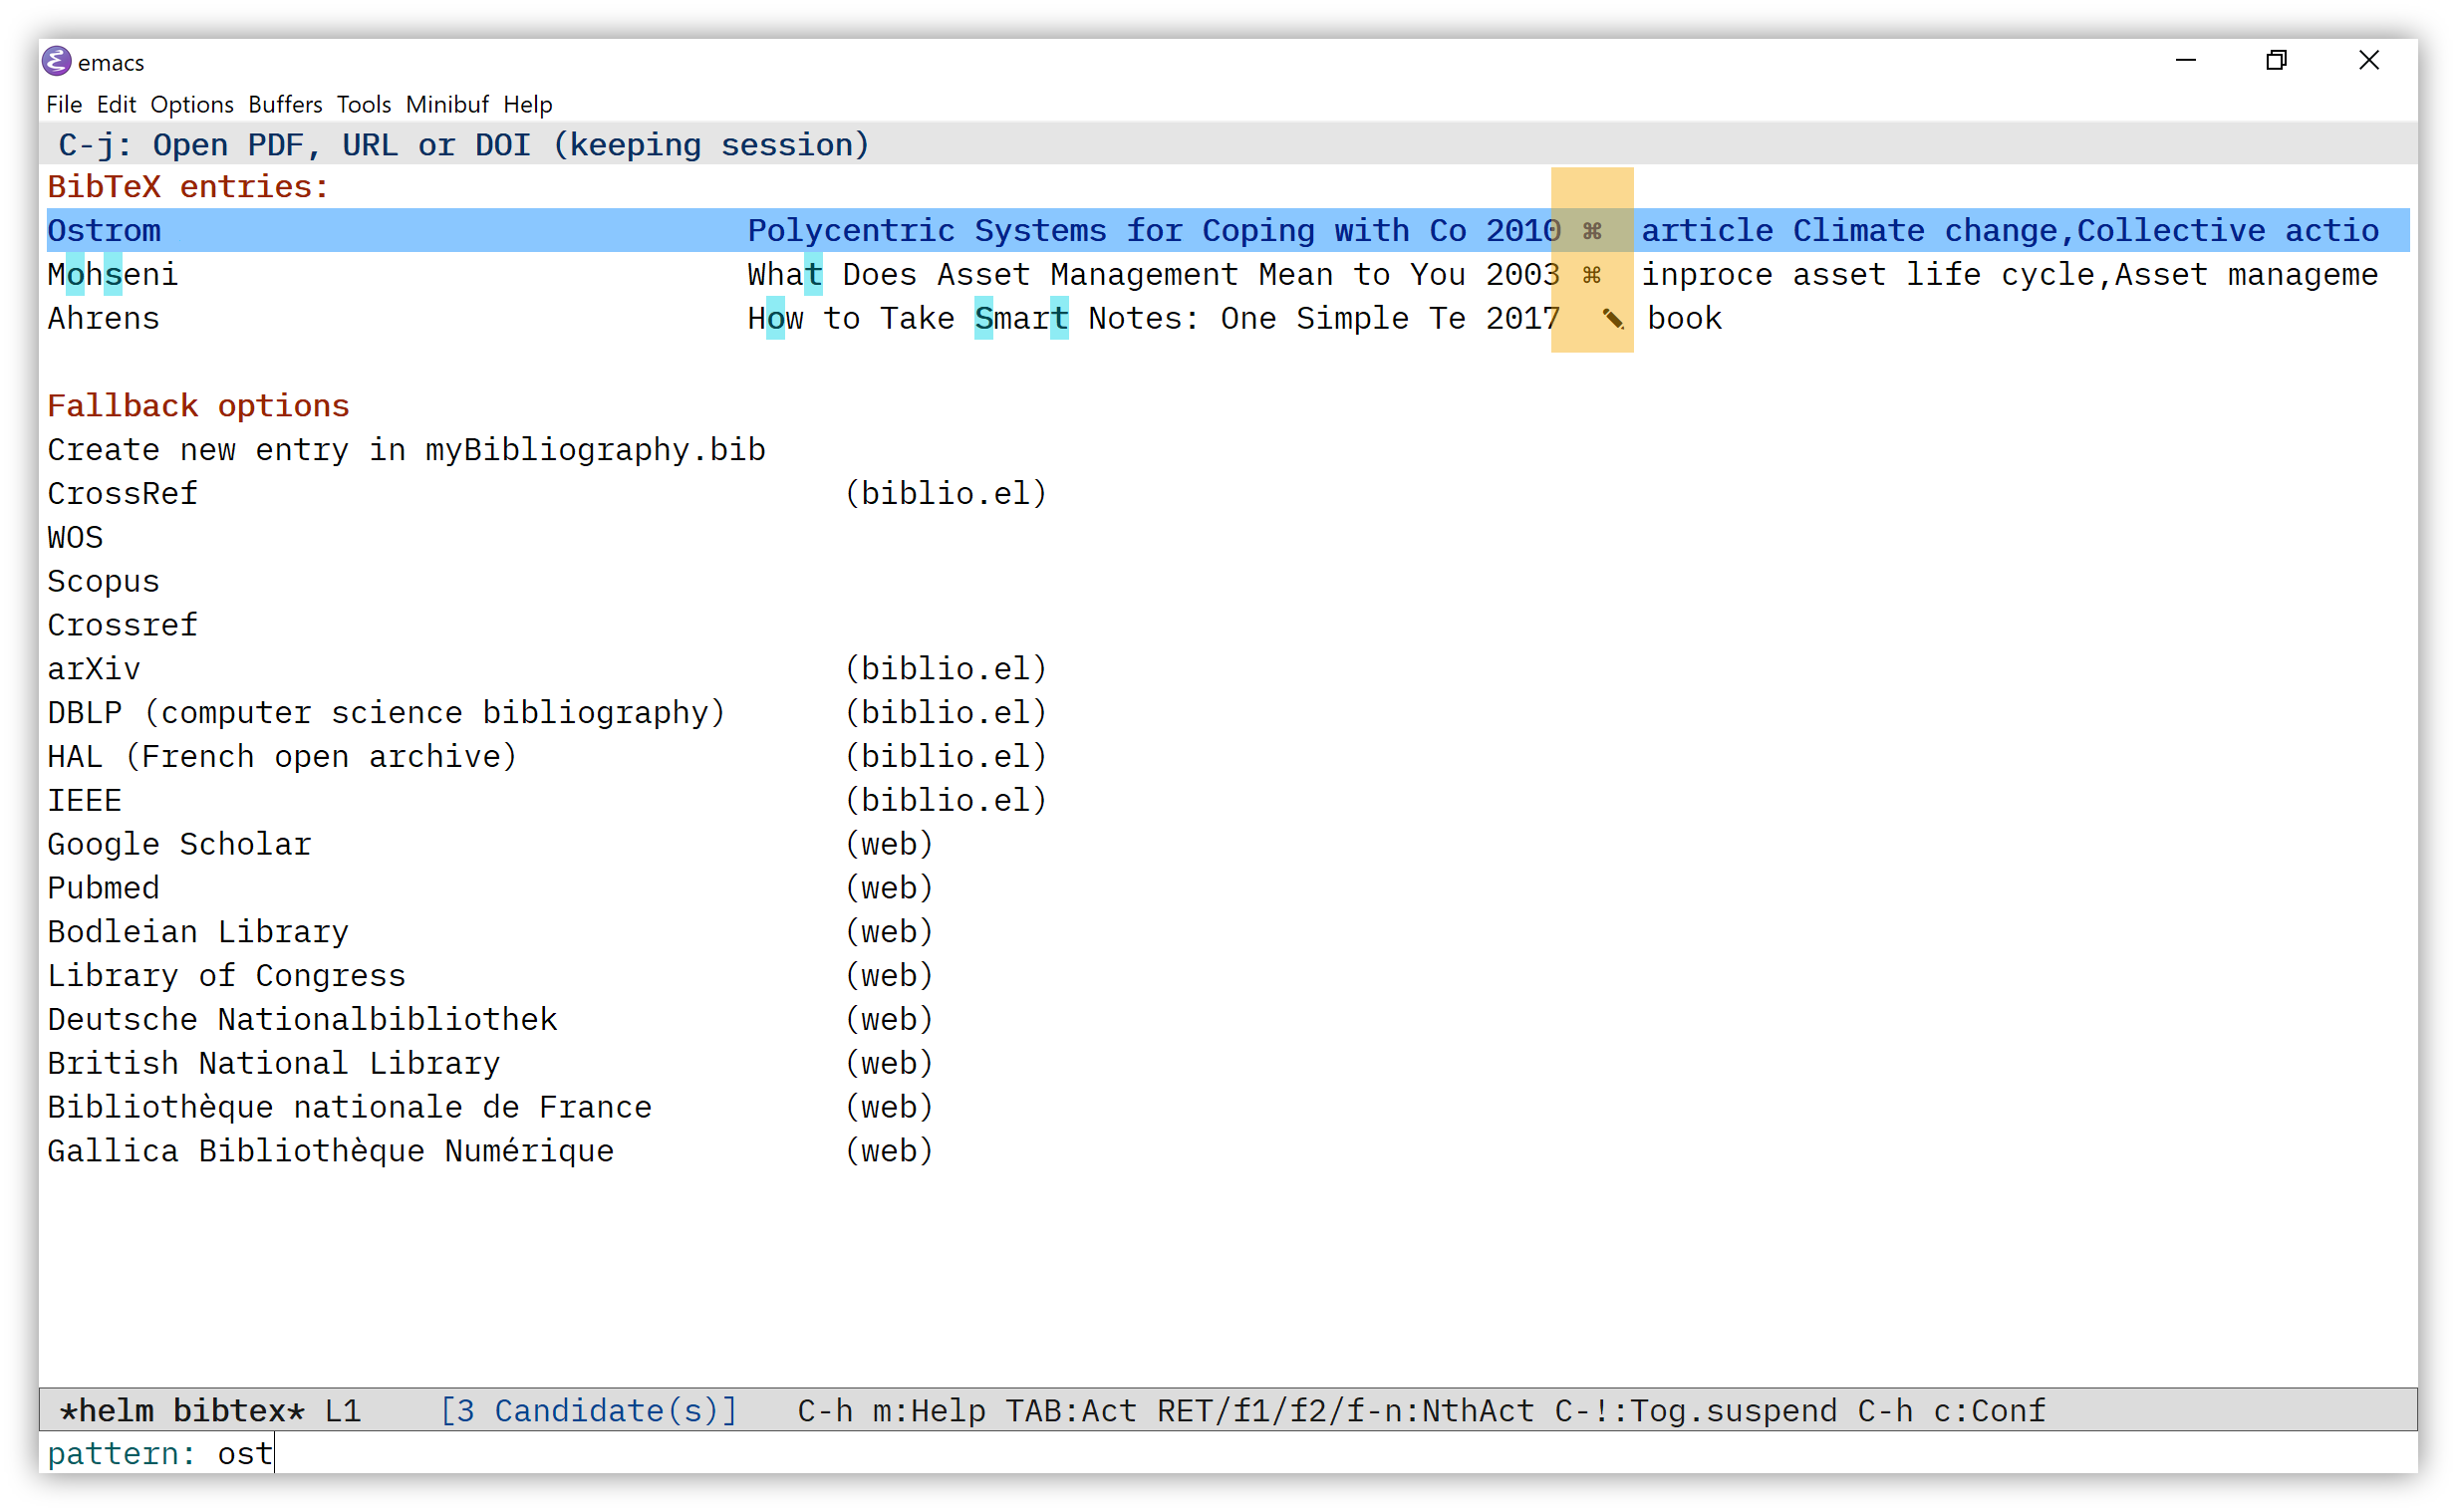 emacs
File Edit Options Buffers Tools Minibuf Help
C-j: Open PDF, URL or DOI (keeping session)
BibTeX entries:
Ostrom Polycentric Systems for Coping with Co 2010 ⌘ article Climate change,Collective actio
Mohseni What Does Asset Management Mean to You 2003 ⌘ inproce asset life cycle,Asset manageme
Ahrens How to Take Smart Notes: One Simple Te 2017 ✎ book
Fallback options
Create new entry in myBibliography.bib
CrossRef (biblio.el)
WOS
Scopus
Crossref
arXiv (biblio.el)
DBLP (computer science bibliography) (biblio.el)
HAL (French open archive) (biblio.el)
IEEE (biblio.el)
Google Scholar (web)
Pubmed (web)
Bodleian Library (web)
Library of Congress (web)
Deutsche Nationalbibliothek (web)
British National Library (web)
Bibliothèque nationale de France (web)
Gallica Bibliothèque Numérique (web)
*helm bibtex* L1 [3 Candidate(s)] C-h m:Help TAB:Act RET/f1/f2/f-n:NthAct C-!:Tog.suspend C-h c:Conf
pattern: ost